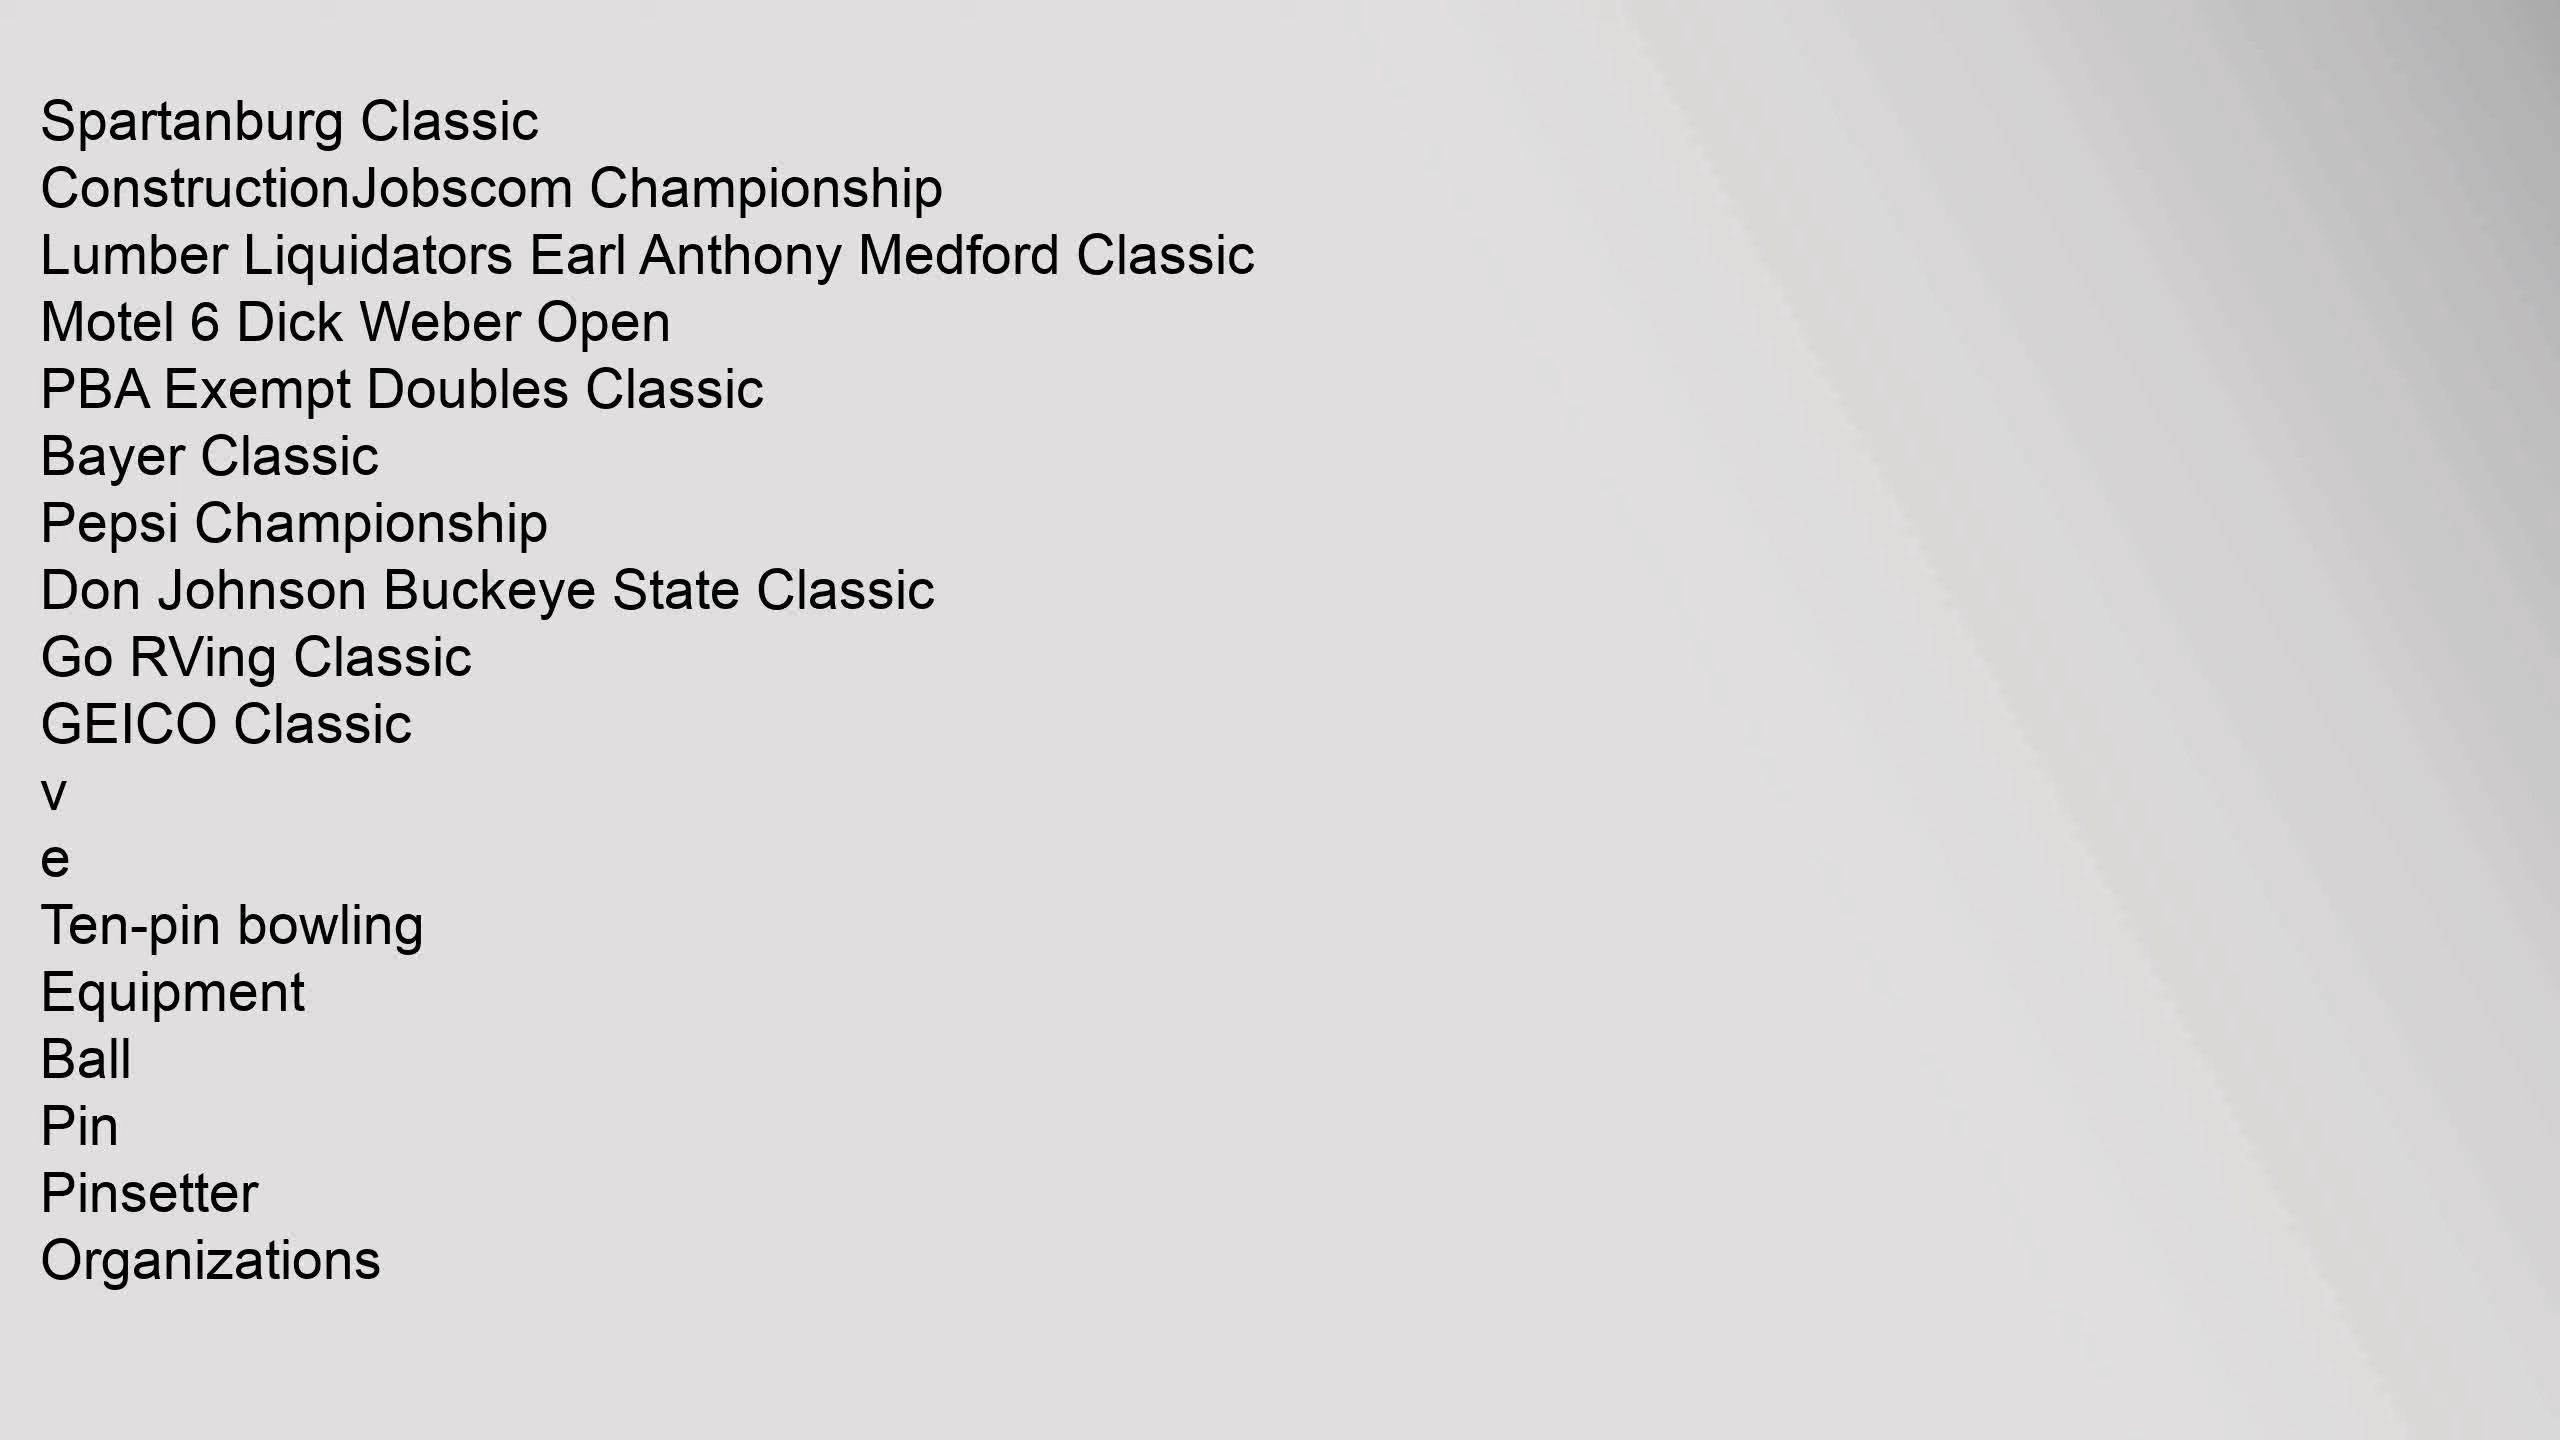 Spartanburg Classic
ConstructionJobscom Championship
Lumber Liquidators Earl Anthony Medford Classic
Motel 6 Dick Weber Open
PBA Exempt Doubles Classic
Bayer Classic
Pepsi Championship
Don Johnson Buckeye State Classic
Go RVing Classic
GEICO Classic
v
e
Ten-pin bowling
Equipment
Ball
Pin
Pinsetter
Organizations